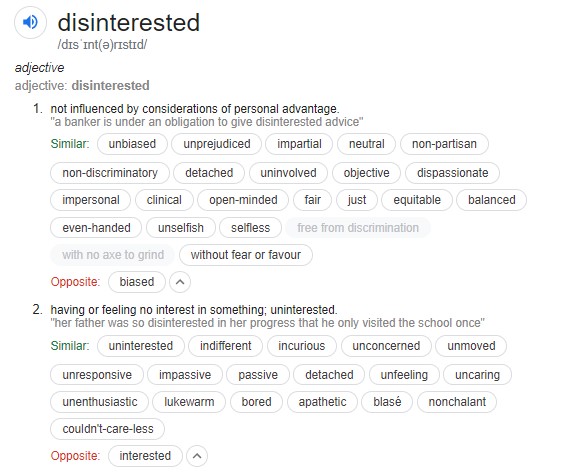 disinterested
/dɪsˈɪnt(ə)rɪstɪd/
adjective
adjective: disinterested
1. not influenced by considerations of personal advantage.
"a banker is under an obligation to give disinterested advice"
Similar: unbiased unprejudiced impartial neutral non-partisan
non-discriminatory detached uninvolved objective dispassionate
impersonal clinical open-minded fair just equitable balanced
even-handed unselfish selfless free from discrimination
with no axe to grind without fear or favour
Opposite: biased
2. having or feeling no interest in something; uninterested.
"her father was so disinterested in her progress that he only visited the school once"
Similar: uninterested indifferent incurious unconcerned unmoved
unresponsive impassive passive detached unfeeling uncaring
unenthusiastic lukewarm bored apathetic blasé nonchalant
couldn't-care-less
Opposite: interested